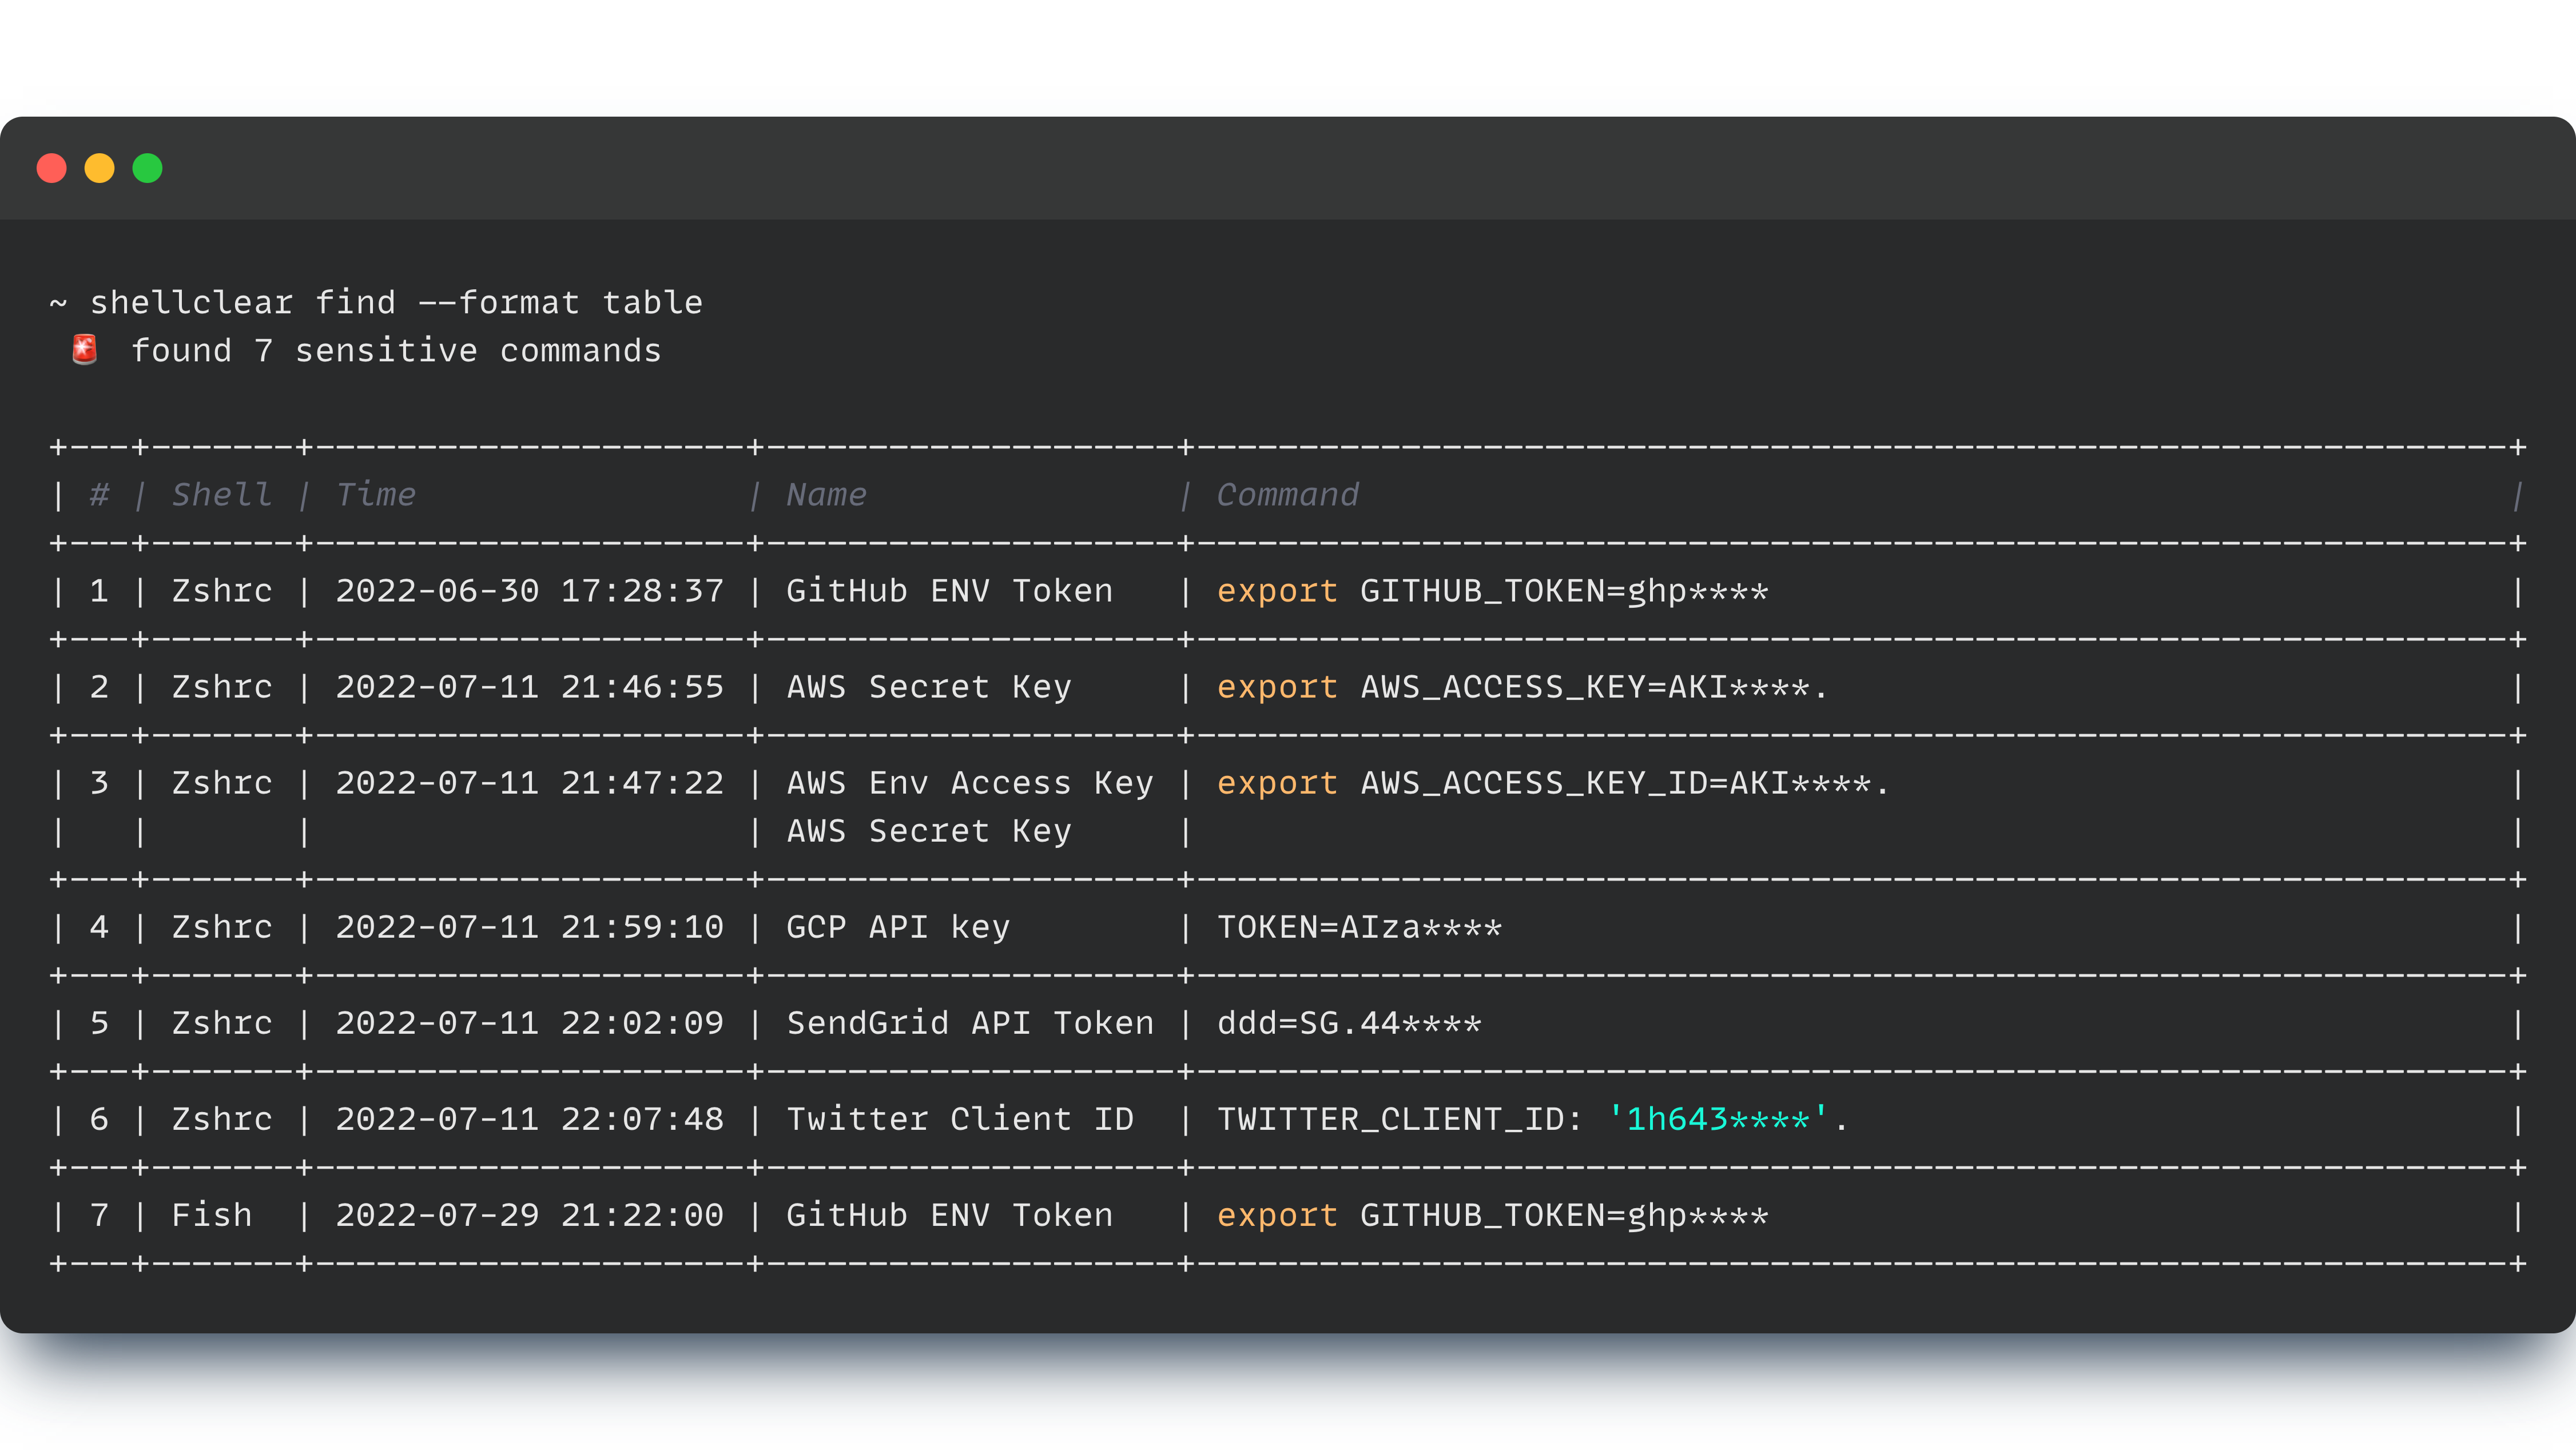 ~ shellclear find --format table
🚨 found 7 sensitive commands
+---+-------+---------------------+------------------+----------------------------------------------------------------+
| # | Shell | Time                | Name               | Command                                                        |
+---+-------+---------------------+--------------------+----------------------------------------------------------------+
| 1 | Zshrc | 2022-06-30 17:28:37 | GitHub ENV Token   | export GITHUB_TOKEN=ghp****                                    |
+---+-------+---------------------+--------------------+----------------------------------------------------------------+
| 2 | Zshrc | 2022-07-11 21:46:55 | AWS Secret Key     | export AWS_ACCESS_KEY=AKI****.                                 |
+---+-------+---------------------+--------------------+----------------------------------------------------------------+
| 3 | Zshrc | 2022-07-11 21:47:22 | AWS Env Access Key | export AWS_ACCESS_KEY_ID=AKI****.                              |
|   |       |                     | AWS Secret Key     |                                                                |
+---+-------+---------------------+--------------------+----------------------------------------------------------------+
| 4 | Zshrc | 2022-07-11 21:59:10 | GCP API key        | TOKEN=AIza****                                                 |
+---+-------+---------------------+--------------------+----------------------------------------------------------------+
| 5 | Zshrc | 2022-07-11 22:02:09 | SendGrid API Token | ddd=SG.44****                                                  |
+---+-------+---------------------+--------------------+----------------------------------------------------------------+
| 6 | Zshrc | 2022-07-11 22:07:48 | Twitter Client ID  | TWITTER_CLIENT_ID: '1h643****'.                                |
+---+-------+---------------------+--------------------+----------------------------------------------------------------+
| 7 | Fish  | 2022-07-29 21:22:00 | GitHub ENV Token   | export GITHUB_TOKEN=ghp****                                    |
+---+-------+---------------------+--------------------+----------------------------------------------------------------+